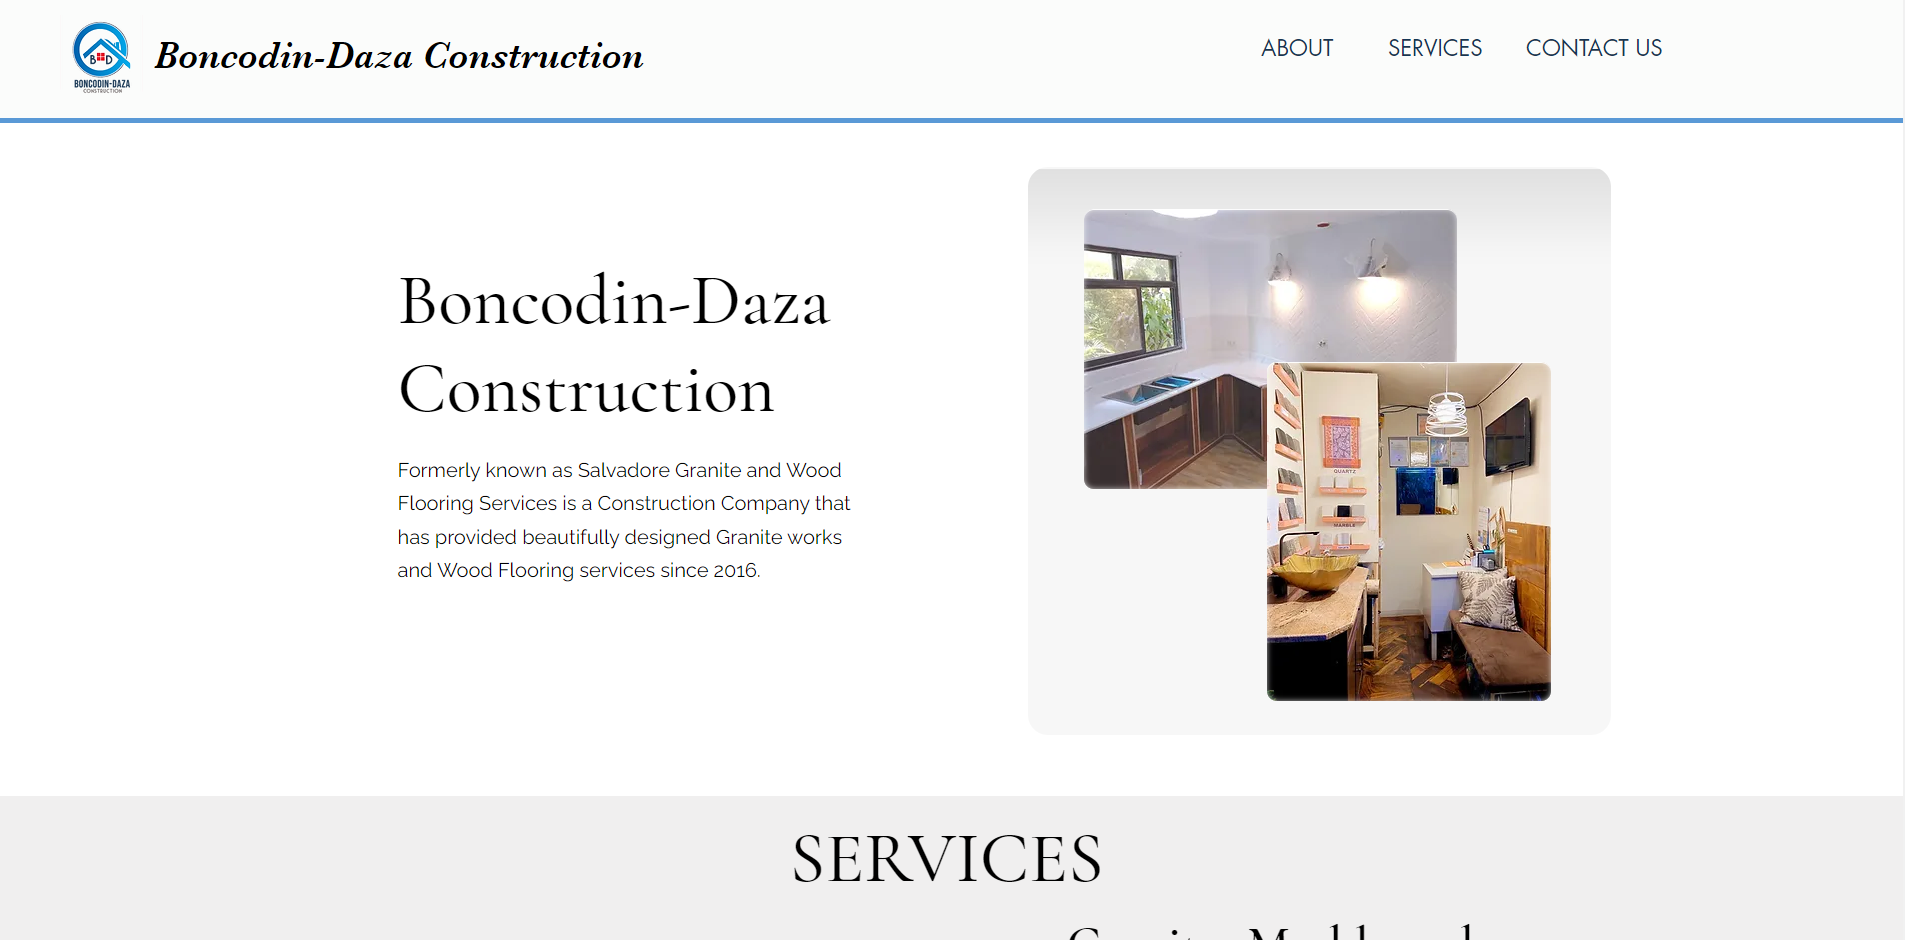 B D
BONCODIN-DAZA
CONSTRUCTION
Boncodin-Daza Construction
ABOUT
SERVICES
CONTACT US
Boncodin-Daza
Construction
Formerly known as Salvadore Granite and Wood
Flooring Services is a Construction Company that
has provided beautifully designed Granite works
and Wood Flooring services since 2016.
QUARTZ
MARBLE
SERVICES